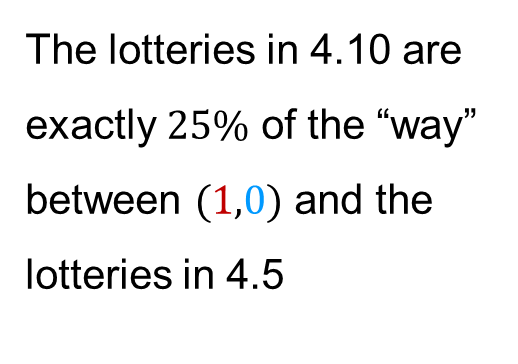 The lotteries in 4.10 are
exactly 25% of the “way”
between (1,0) and the
lotteries in 4.5